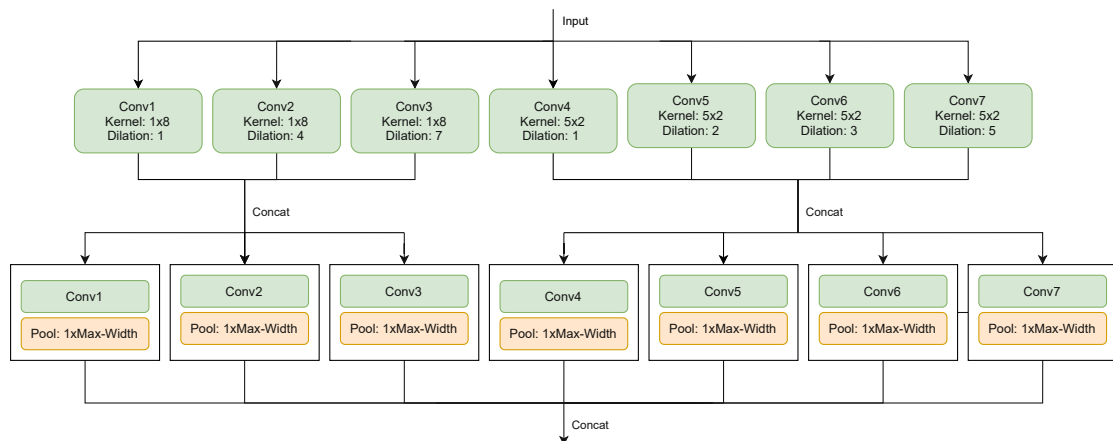 Input
Conv1
Kernel: 1x8
Dilation: 1
Conv2
Kernel: 1x8
Dilation: 4
Conv3
Kernel: 1x8
Dilation: 7
Conv4
Kernel: 5x2
Dilation: 1
Conv5
Kernel: 5x2
Dilation: 2
Conv6
Kernel: 5x2
Dilation: 3
Conv7
Kernel: 5x2
Dilation: 5
Concat
Concat
Conv1
Pool: 1xMax-Width
Conv2
Pool: 1xMax-Width
Conv3
Pool: 1xMax-Width
Conv4
Pool: 1xMax-Width
Conv5
Pool: 1xMax-Width
Conv6
Pool: 1xMax-Width
Conv7
Pool: 1xMax-Width
Concat